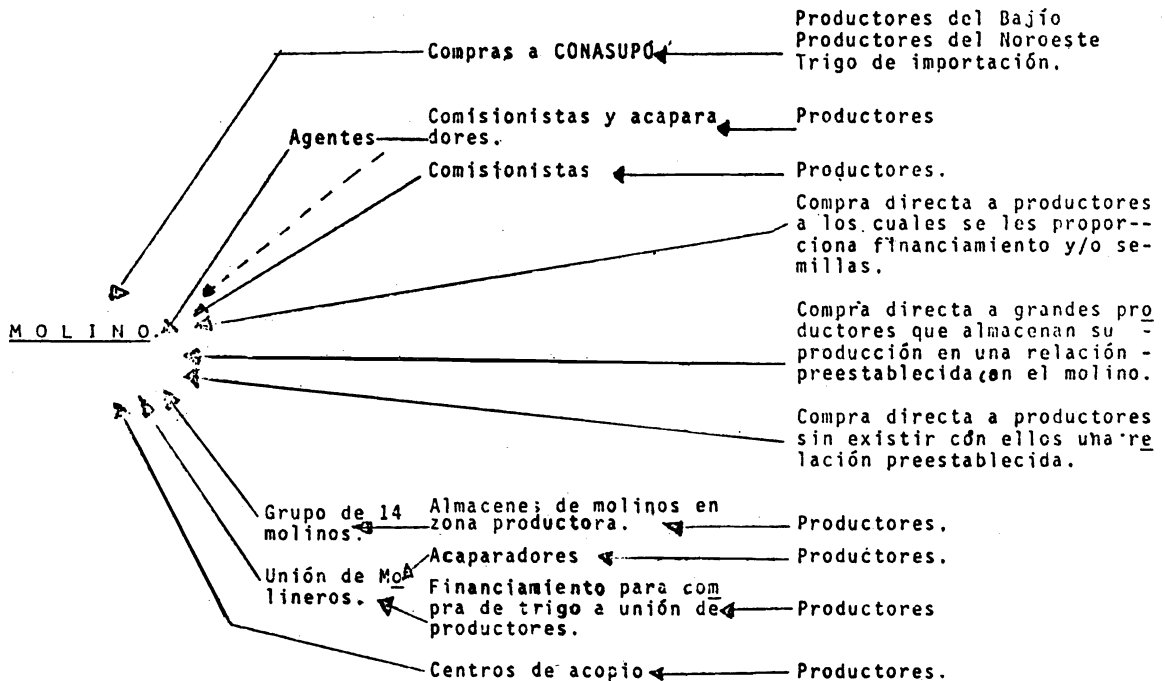 Productores del Bajío
Compras a CONASUPO
Productores del Noroeste
Trigo de importación.
Agentes
Comisionistas y acapara
dores.
Productores
Comisionistas
Productores.
Compra directa a productores
a los cuales se les propor--
ciona financiamiento y/o se-
millas.
MOLINO.
Compra directa a grandes pro
ductores que almacenan su -
producción en una relación -
preestablecida con el molino.
Compra directa a productores
sin existir con ellos una re
lación preestablecida.
Grupo de 14
molinos.
Almacenes de molinos en
zona productora.
Productores.
Unión de Mo
lineros.
Acaparadores
Productores.
Financiamiento para com
pra de trigo a unión de
productores.
Productores
Centros de acopio
Productores.